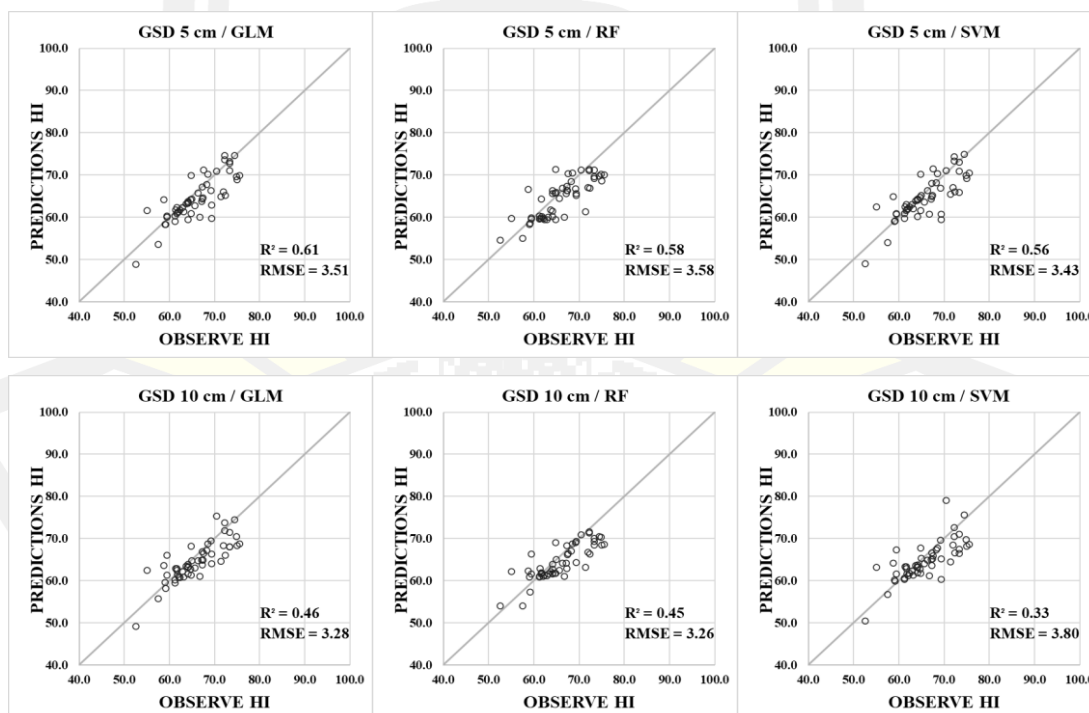 GSD 5 cm / GLM
100.0
90.0
80.0
70.0
60.0
50.0
40.0
PREDICTIONS HI
R² = 0.61
RMSE = 3.51
40.0 50.0 60.0 70.0 80.0 90.0 100.0
OBSERVE HI
GSD 5 cm / RF
100.0
90.0
80.0
70.0
60.0
50.0
40.0
PREDICTIONS HI
R² = 0.58
RMSE = 3.58
40.0 50.0 60.0 70.0 80.0 90.0 100.0
OBSERVE HI
GSD 5 cm / SVM
100.0
90.0
80.0
70.0
60.0
50.0
40.0
PREDICTIONS HI
R² = 0.56
RMSE = 3.43
40.0 50.0 60.0 70.0 80.0 90.0 100.0
OBSERVE HI
GSD 10 cm / GLM
100.0
90.0
80.0
70.0
60.0
50.0
40.0
PREDICTIONS HI
R² = 0.46
RMSE = 3.28
40.0 50.0 60.0 70.0 80.0 90.0 100.0
OBSERVE HI
GSD 10 cm / RF
100.0
90.0
80.0
70.0
60.0
50.0
40.0
PREDICTIONS HI
R² = 0.45
RMSE = 3.26
40.0 50.0 60.0 70.0 80.0 90.0 100.0
OBSERVE HI
GSD 10 cm / SVM
100.0
90.0
80.0
70.0
60.0
50.0
40.0
PREDICTIONS HI
R² = 0.33
RMSE = 3.80
40.0 50.0 60.0 70.0 80.0 90.0 100.0
OBSERVE HI